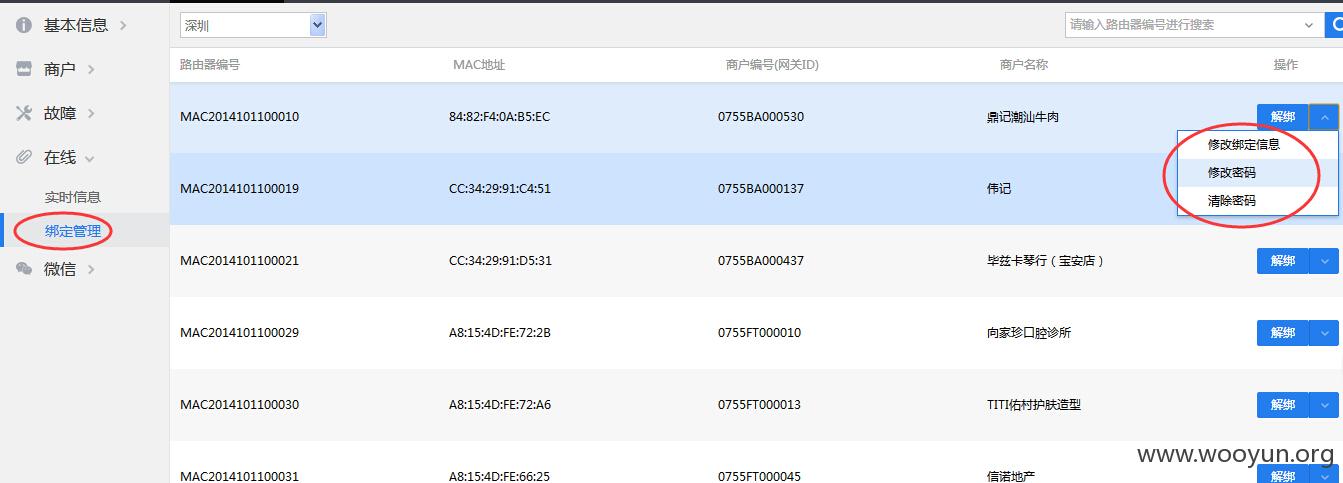 基本信息
深圳
请输入路由器编号进行搜索
商户
路由器编号 MAC地址 商户编号(网关ID) 商户名称 操作
故障
MAC2014101100010 84:82:F4:0A:B5:EC 0755BA000530 鼎记潮汕牛肉 解绑
修改绑定信息
修改密码
清除密码
在线
实时信息
绑定管理
微信
MAC2014101100019 CC:34:29:91:C4:51 0755BA000137 伟记
MAC2014101100021 CC:34:29:91:D5:31 0755BA000437 毕兹卡琴行（宝安店） 解绑
MAC2014101100029 A8:15:4D:FE:72:2B 0755FT000010 向家珍口腔诊所 解绑
MAC2014101100030 A8:15:4D:FE:72:A6 0755FT000013 TITI佑村护肤造型 解绑
MAC2014101100031 A8:15:4D:FE:66:25 0755FT000045 信诺地产 解绑
www.wooyun.org